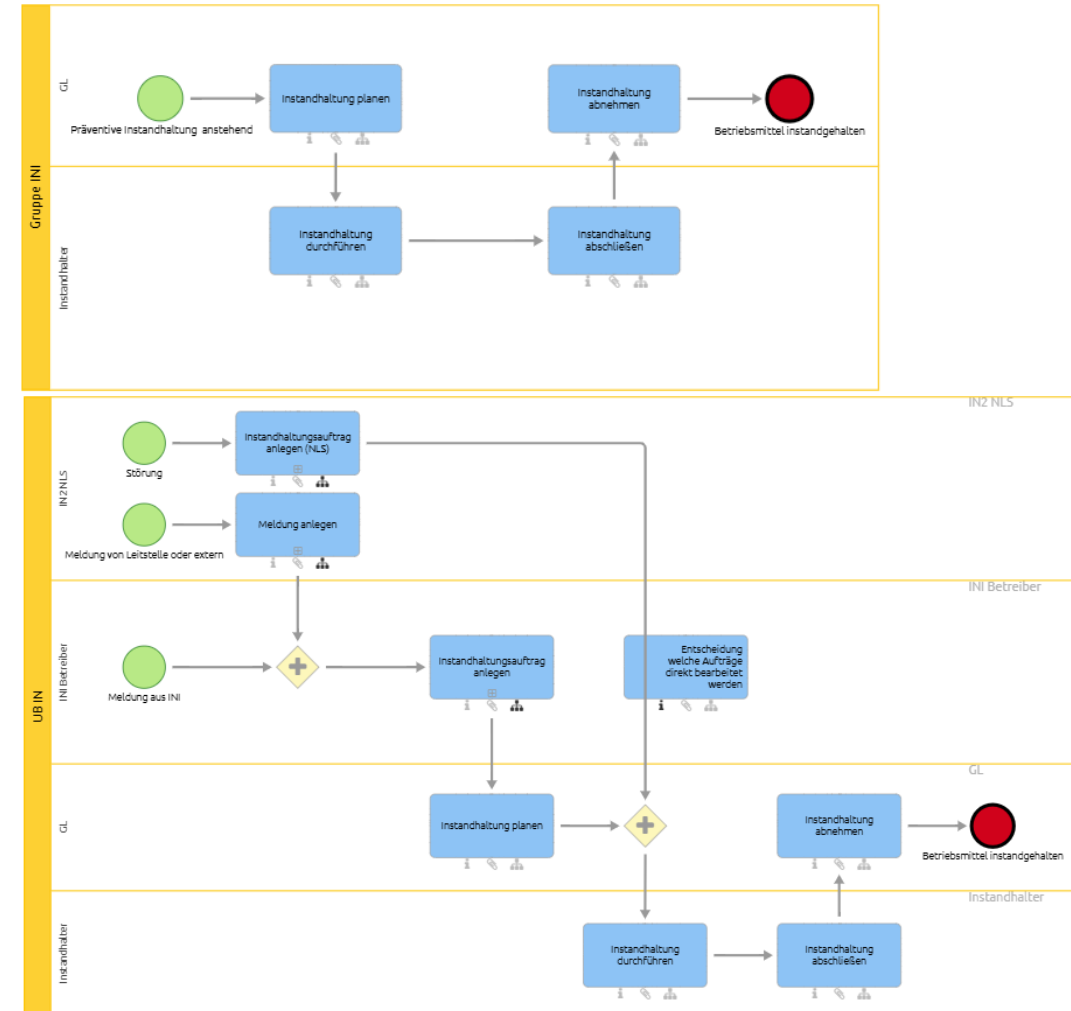 Gruppe INI
GL
Präventive Instandhaltung anstehend
Instandhaltung planen
Instandhaltung
abnehmen
Betriebsmittel instandgehalten
Instandhalter
Instandhaltung
durchführen
Instandhaltung
abschließen
UB IN
IN2 NLS
IN2 NLS
Störung
Instandhaltungsauftrag
anlegen (NLS)
Meldung von Leitstelle oder extern
Meldung anlegen
INI Betreiber
INI Betreiber
Meldung aus INI
Instandhaltungsauftrag
anlegen
Entscheidung
welche Aufträge
direkt bearbeitet
werden
GL
GL
Instandhaltung planen
Instandhaltung
abnehmen
Betriebsmittel instandgehalten
Instandhalter
Instandhalter
Instandhaltung
durchführen
Instandhaltung
abschließen